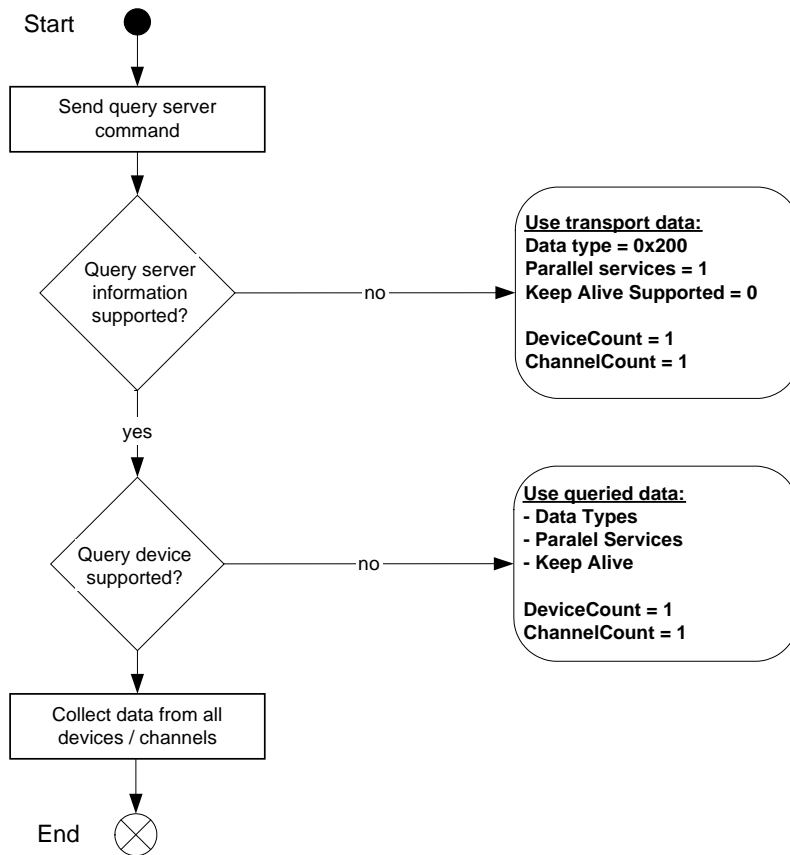 Start
Send query server
command
Query server
information
supported?
no
Use transport data:
Data type = 0x200
Parallel services = 1
Keep Alive Supported = 0
DeviceCount = 1
ChannelCount = 1
yes
Query device
supported?
no
Use queried data:
- Data Types
- Paralel Services
- Keep Alive
DeviceCount = 1
ChannelCount = 1
Collect data from all
devices / channels
End